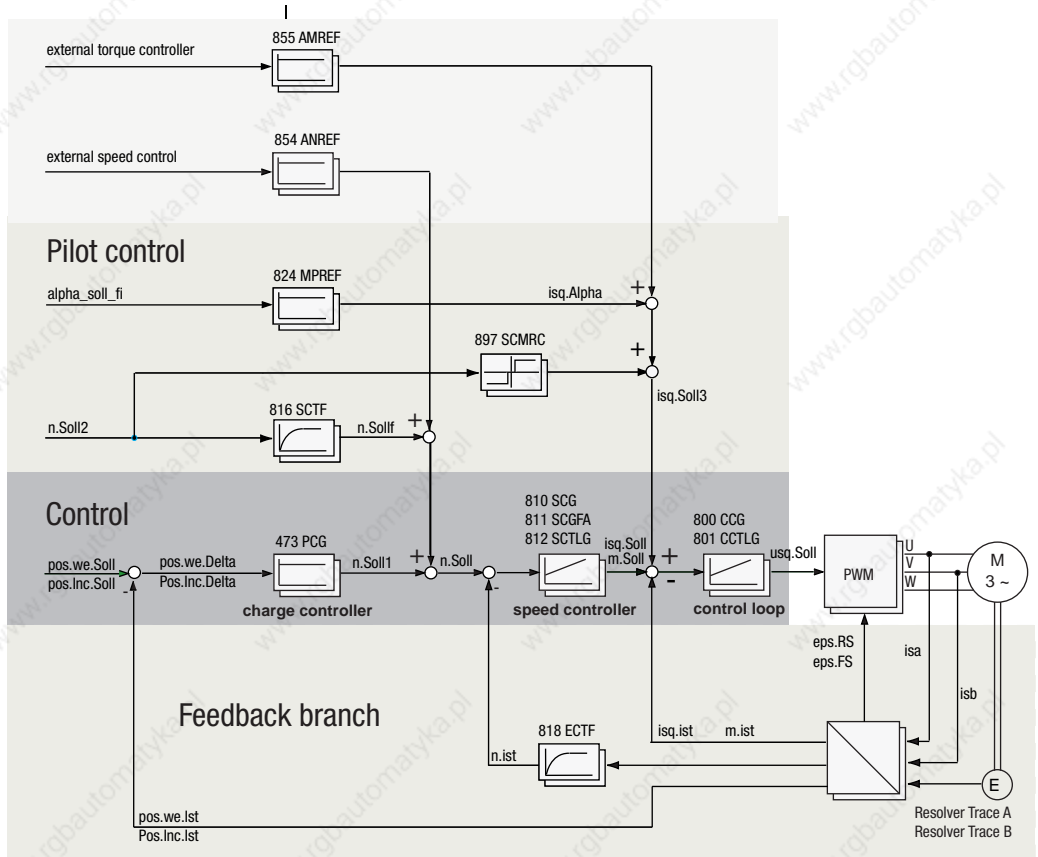 855 AMREF
external torque controller
854 ANREF
external speed control
Pilot control
824 MPREF
alpha_soll_fi
isq.Alpha
+
897 SCMRC
+
isq.Soll3
816 SCTF
n.Soll2
n.Sollf
+
Control
810 SCG
811 SCGFA
812 SCTLG
800 CCG
801 CCTLG
473 PCG
pos.we.Soll
pos.Inc.Soll
-
pos.we.Delta
Pos.Inc.Delta
n.Soll1
+
n.Soll
-
isq.Soll
m.Soll
+
-
usq.Soll
charge controller
speed controller
control loop
PWM
U
V
W
M
3 ~
eps.RS
eps.FS
isa
isb
Feedback branch
818 ECTF
n.ist
isq.ist
m.ist
E
pos.we.Ist
Pos.Inc.Ist
Resolver Trace A
Resolver Trace B
www.rgbautomatyka.pl